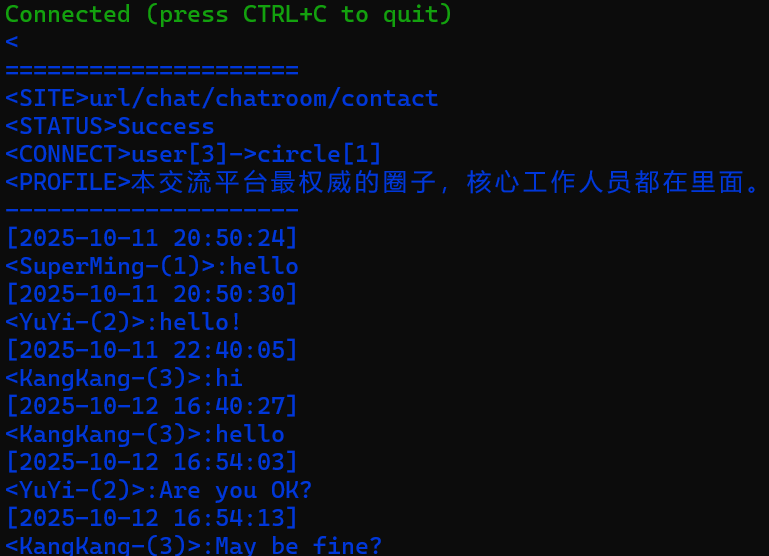 Connected (press CTRL+C to quit)
<
=====================
<SITE>url/chat/chatroom/contact
<STATUS>Success
<CONNECT>user[3]->circle[1]
<PROFILE>本交流平台最权威的圈子，核心工作人员都在里面。
---------------------
[2025-10-11 20:50:24]
<SuperMing-(1)>:hello
[2025-10-11 20:50:30]
<YuYi-(2)>:hello!
[2025-10-11 22:40:05]
<KangKang-(3)>:hi
[2025-10-12 16:40:27]
<KangKang-(3)>:hello
[2025-10-12 16:54:03]
<YuYi-(2)>:Are you OK?
[2025-10-12 16:54:13]
<KangKang-(3)>:May be fine?